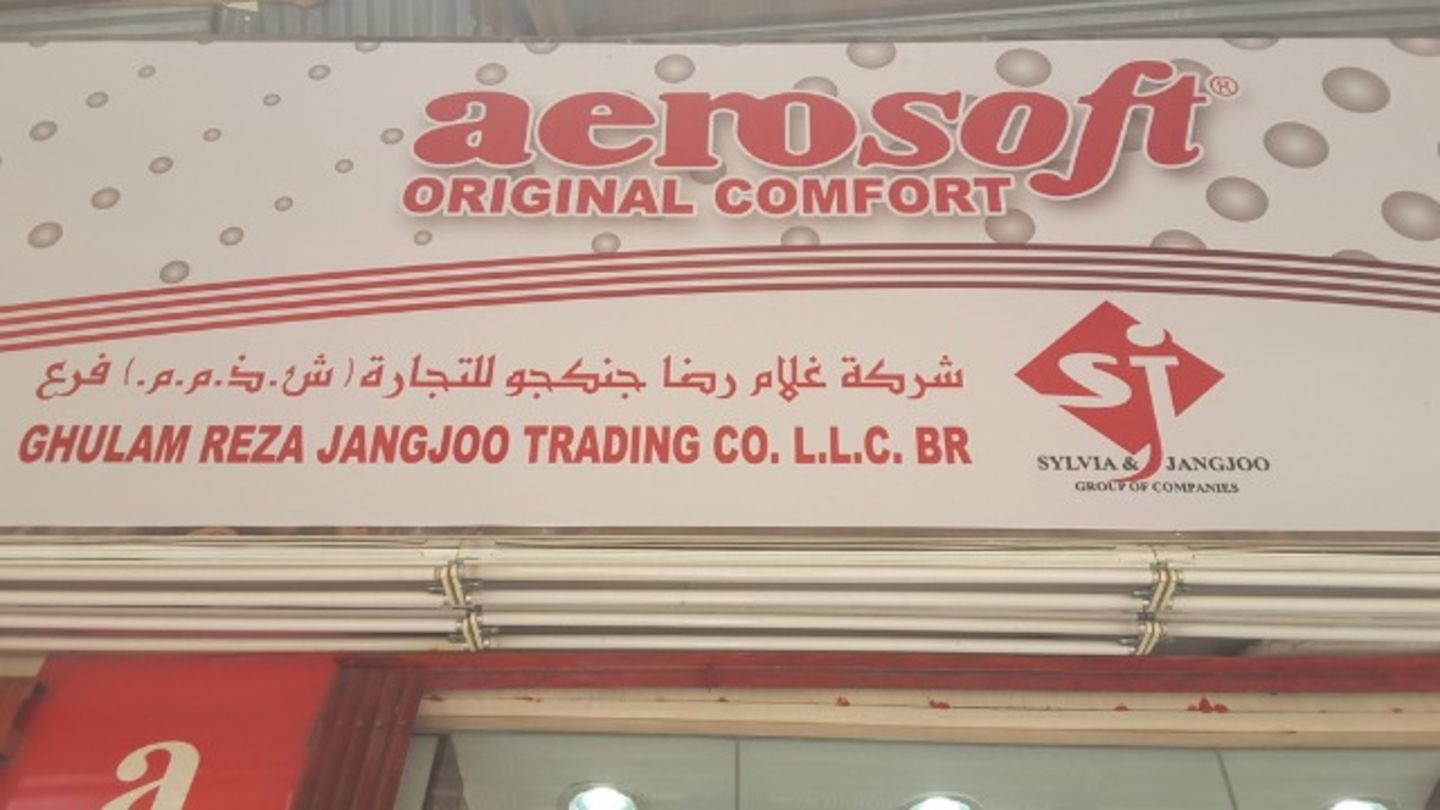 aerosoft®
ORIGINAL COMFORT
شركة غلام رضا جنكجو للتجارة (ش.ذ.م.م.) فرع
GHULAM REZA JANGJOO TRADING CO. L.L.C. BR
SJ
SYLVIA & JANGJOO
GROUP OF COMPANIES
a